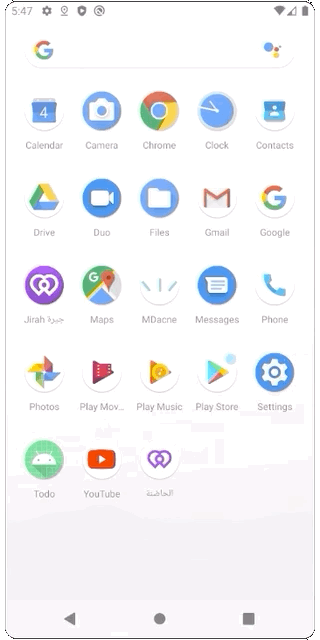 5:47
Calendar Camera Chrome Clock Contacts
Drive Duo Files Gmail Google
Jirah جيرة Maps MDacne Messages Phone
Photos Play Mov... Play Music Play Store Settings
Todo YouTube الحاضنة